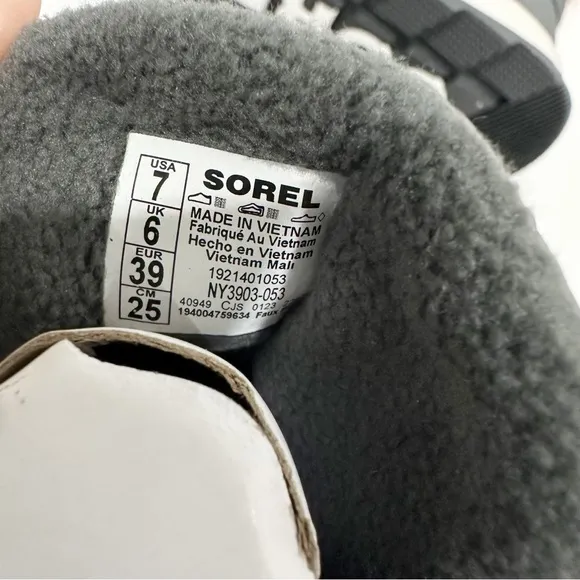 USA
7
UK
6
EUR
39
CM
25
SOREL
MADE IN VIETNAM
Fabriqué Au Vietnam
Hecho en Vietnam
Vietnam Malı
1921401053
NY3903-053
40949 CJS 0123
194004759634 Faux